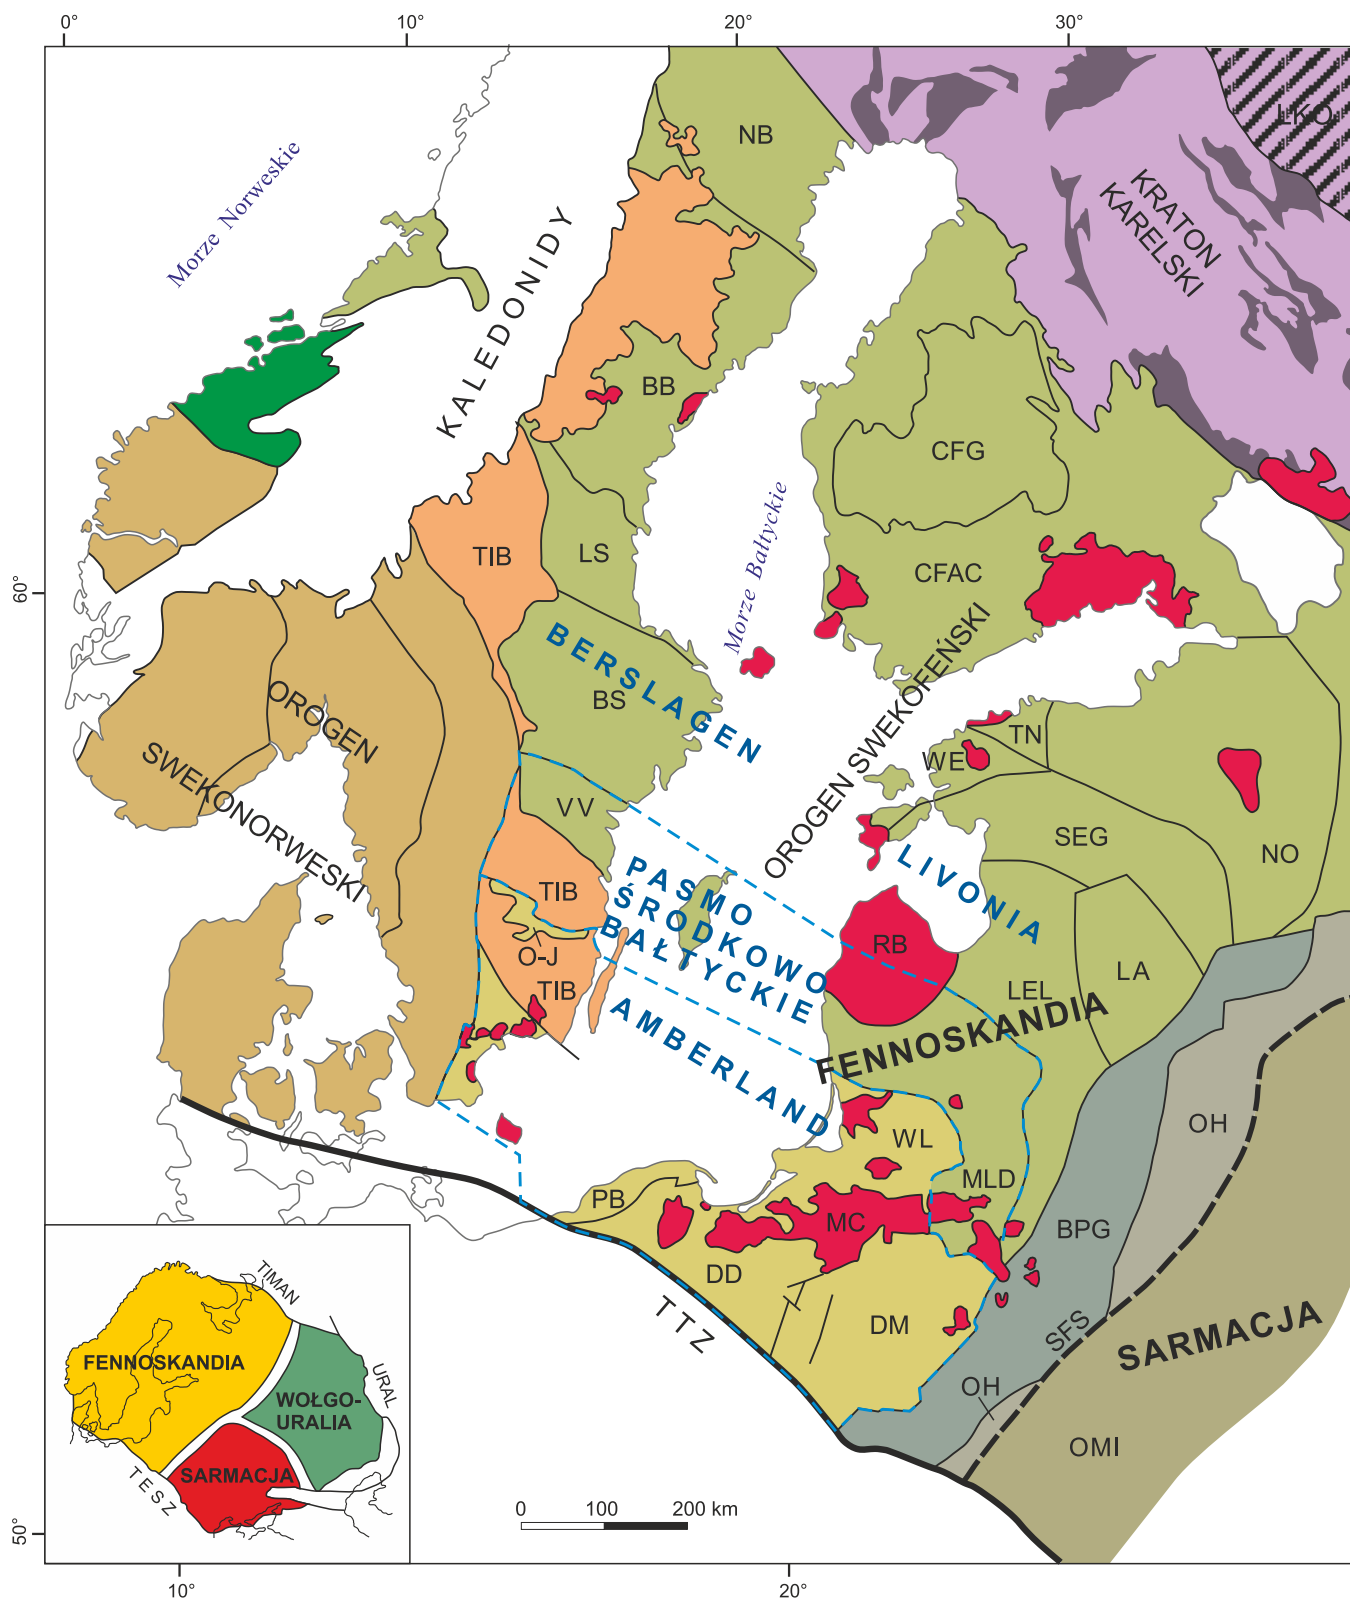 0°
10°
20°
30°
NB
LKO
Morze Norweskie
KRATON
KARELSKI
KALEDONIDY
BB
CFG
Morze Bałtyckie
TIB
LS
CFAC
60°
BERSLAGEN
BS
OROGEN
SWEKONORWESKI
OROGEN SWEKOFEŃSKI
TN
WE
VV
SEG
NO
LIVONIA
PASMO
ŚRODKOWO
BAŁTYCKIE
TIB
RB
O-J
TIB
LA
LEL
AMBERLAND
FENNOSKANDIA
OH
WL
MLD
PB
MC
BPG
DD
TTZ
DM
SFS
SARMACJA
OH
OMI
TIMAN
FENNOSKANDIA
URAL
WOŁGO-
URALIA
SARMACJA
TESZ
0
100
200 km
50°
10°
20°